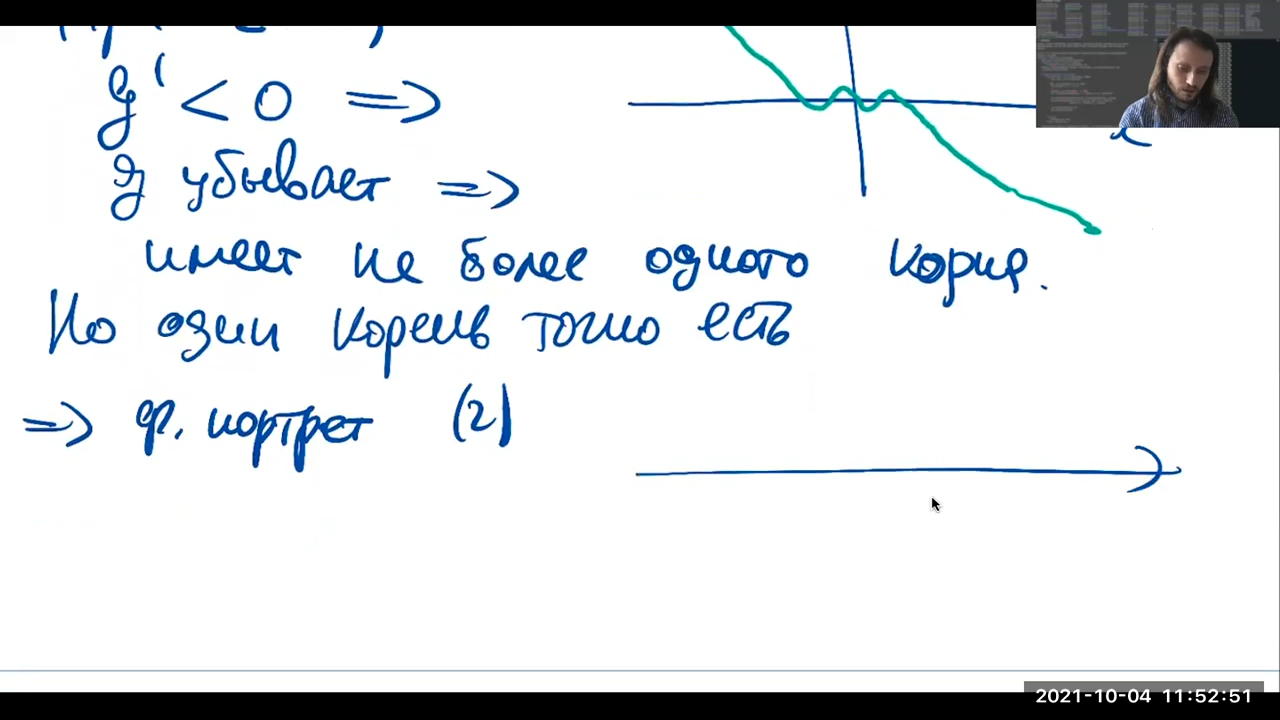 g' < 0 =>
g убывает =>
имеет не более одного корня.
Но один корень точно есть
=> ф. портрет (2)
2021-10-04 11:52:51